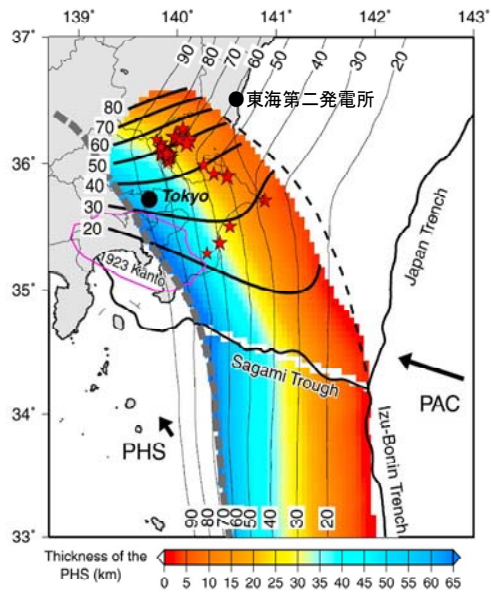 139° 140° 141° 142° 143°
37°
36°
35°
34°
33°
90 80 70 60 50 40 30 20
東海第二発電所
80
70
60
50
40
30
20
Tokyo
1923 Kanto
Japan Trench
Sagami Trough
PAC
PHS
Izu-Bonin Trench
90 80 70 60 50 40 30 20
Thickness of the
PHS (km)
0 5 10 15 20 25 30 35 40 45 50 55 60 65